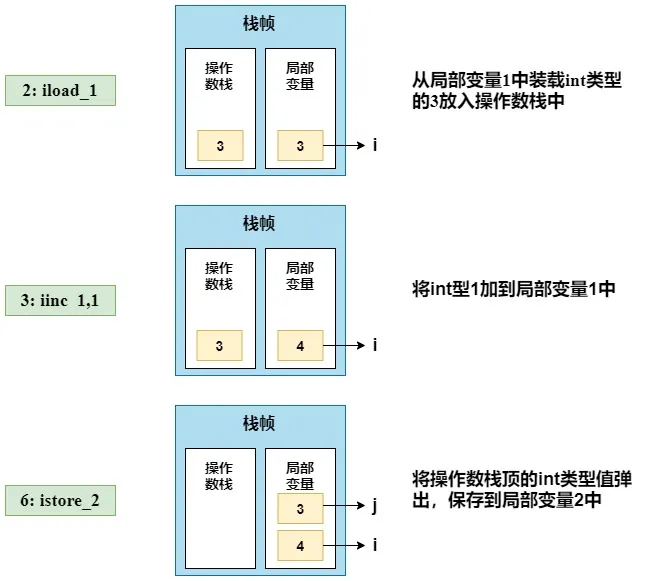 栈帧
2: iload_1
操作
数栈
局部
变量
3
3
i
从局部变量1中装载int类型
的3放入操作数栈中
栈帧
3: iinc 1,1
操作
数栈
局部
变量
3
4
i
将int型1加到局部变量1中
栈帧
6: istore_2
操作
数栈
局部
变量
3
j
4
i
将操作数栈顶的int类型值弹
出，保存到局部变量2中